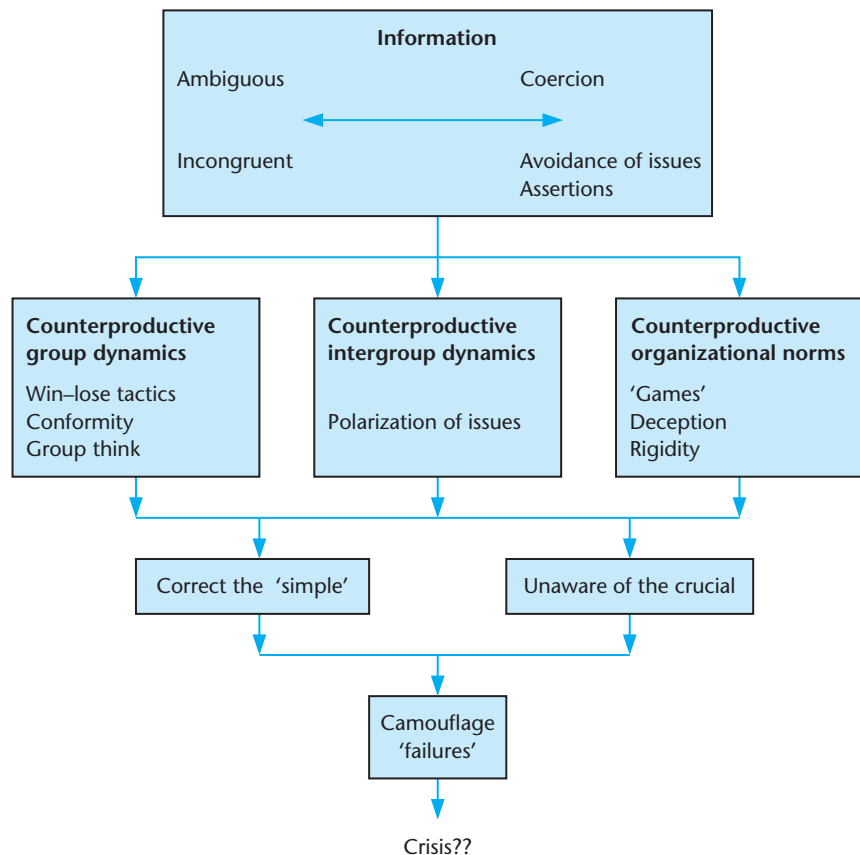 Information
Ambiguous
Coercion
Incongruent
Avoidance of issues
Assertions
Counterproductive
group dynamics
Win–lose tactics
Conformity
Group think
Counterproductive
intergroup dynamics
Polarization of issues
Counterproductive
organizational norms
‘Games’
Deception
Rigidity
Correct the ‘simple’
Unaware of the crucial
Camouflage
‘failures’
Crisis??